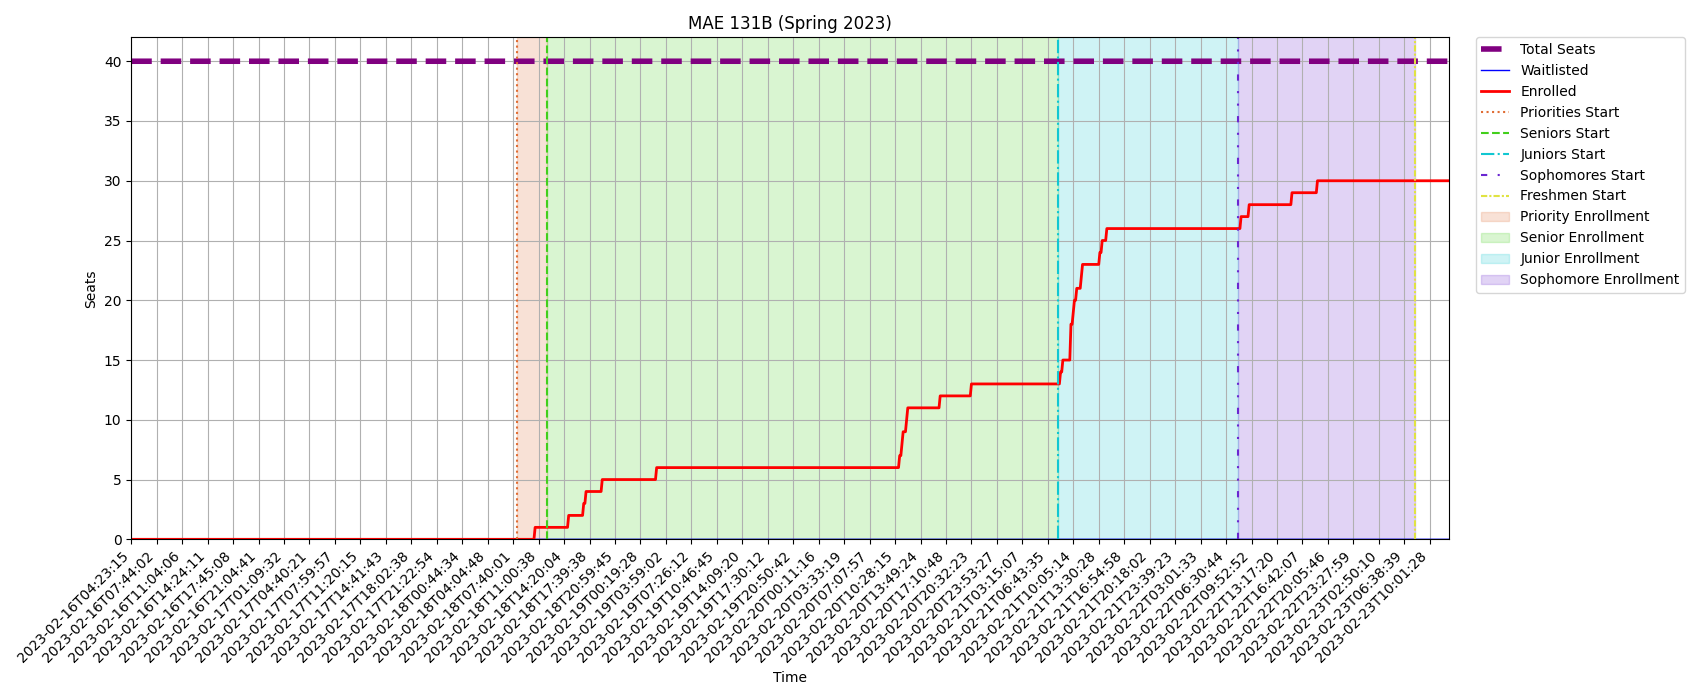 MAE 131B (Spring 2023)
Total Seats
Waitlisted
Enrolled
Priorities Start
Seniors Start
Juniors Start
Sophomores Start
Freshmen Start
Priority Enrollment
Senior Enrollment
Junior Enrollment
Sophomore Enrollment
Seats
40
35
30
25
20
15
10
5
0
2023-02-16T04:23:15
2023-02-16T07:44:02
2023-02-16T11:04:06
2023-02-16T14:24:11
2023-02-16T17:45:08
2023-02-16T21:04:41
2023-02-17T01:09:32
2023-02-17T04:40:21
2023-02-17T07:59:57
2023-02-17T11:20:15
2023-02-17T14:41:43
2023-02-17T18:02:38
2023-02-17T21:22:54
2023-02-18T00:44:34
2023-02-18T04:04:48
2023-02-18T07:40:01
2023-02-18T11:00:38
2023-02-18T14:20:04
2023-02-18T17:39:38
2023-02-18T20:59:45
2023-02-19T00:19:28
2023-02-19T03:59:02
2023-02-19T07:26:12
2023-02-19T10:46:45
2023-02-19T14:09:20
2023-02-19T17:30:12
2023-02-19T20:50:42
2023-02-20T00:11:16
2023-02-20T03:33:19
2023-02-20T07:07:57
2023-02-20T10:28:15
2023-02-20T13:49:24
2023-02-20T17:10:48
2023-02-20T20:32:23
2023-02-20T23:53:27
2023-02-21T03:15:07
2023-02-21T06:43:35
2023-02-21T10:05:14
2023-02-21T13:30:28
2023-02-21T16:54:58
2023-02-21T20:18:02
2023-02-21T23:39:23
2023-02-22T03:01:33
2023-02-22T06:30:44
2023-02-22T09:52:52
2023-02-22T13:17:20
2023-02-22T16:42:07
2023-02-22T20:05:46
2023-02-22T23:27:59
2023-02-23T02:50:10
2023-02-23T06:38:39
2023-02-23T10:01:28
Time